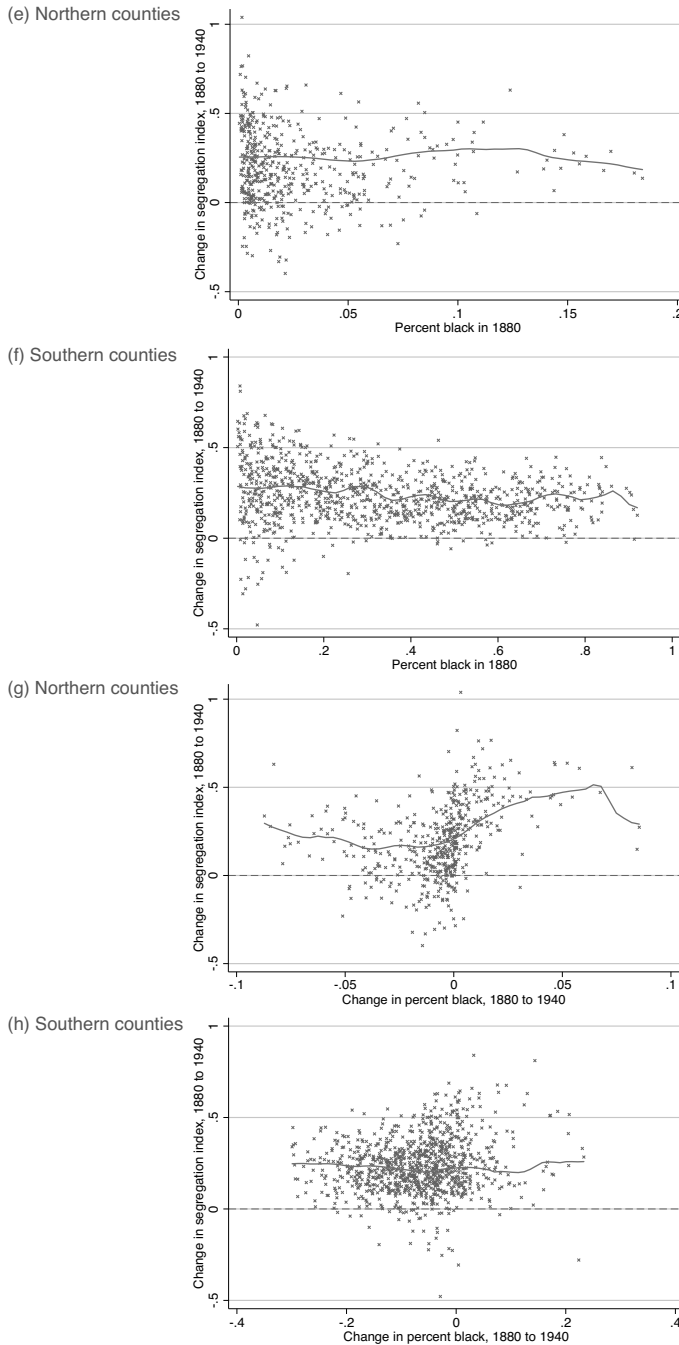 (e) Northern counties
Change in segregation index, 1880 to 1940
1
.5
0
-.5
0 .05 .1 .15 .2
Percent black in 1880
(f) Southern counties
Change in segregation index, 1880 to 1940
1
.5
0
-.5
0 .2 .4 .6 .8 1
Percent black in 1880
(g) Northern counties
Change in segregation index, 1880 to 1940
1
.5
0
-.5
-.1 -.05 0 .05 .1
Change in percent black, 1880 to 1940
(h) Southern counties
Change in segregation index, 1880 to 1940
1
.5
0
-.5
-.4 -.2 0 .2 .4
Change in percent black, 1880 to 1940